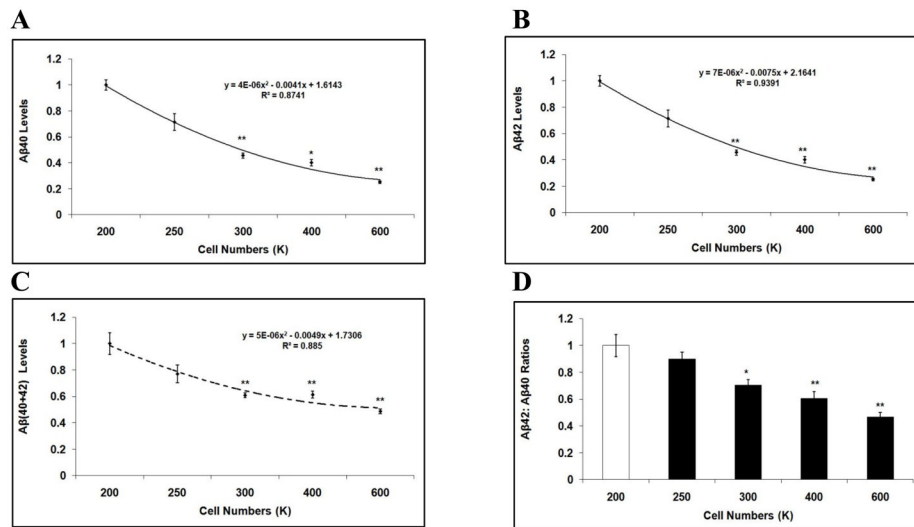 A
Aβ40 Levels
1.2
1
0.8
0.6
0.4
0.2
0
y = 4E-06x² - 0.0041x + 1.6143
R² = 0.8741
**
*
**
200 250 300 400 600
Cell Numbers (K)
B
Aβ42 Levels
1.2
1
0.8
0.6
0.4
0.2
0
y = 7E-06x² - 0.0075x + 2.1641
R² = 0.9391
**
**
**
200 250 300 400 600
Cell Numbers (K)
C
Aβ(40+42) Levels
1.2
1
0.8
0.6
0.4
0.2
0
y = 5E-06x² - 0.0049x + 1.7306
R² = 0.885
**
**
**
200 250 300 400 600
Cell Numbers (K)
D
Aβ42: Aβ40 Ratios
1.2
1
0.8
0.6
0.4
0.2
0
*
**
**
200 250 300 400 600
Cell Numbers (K)